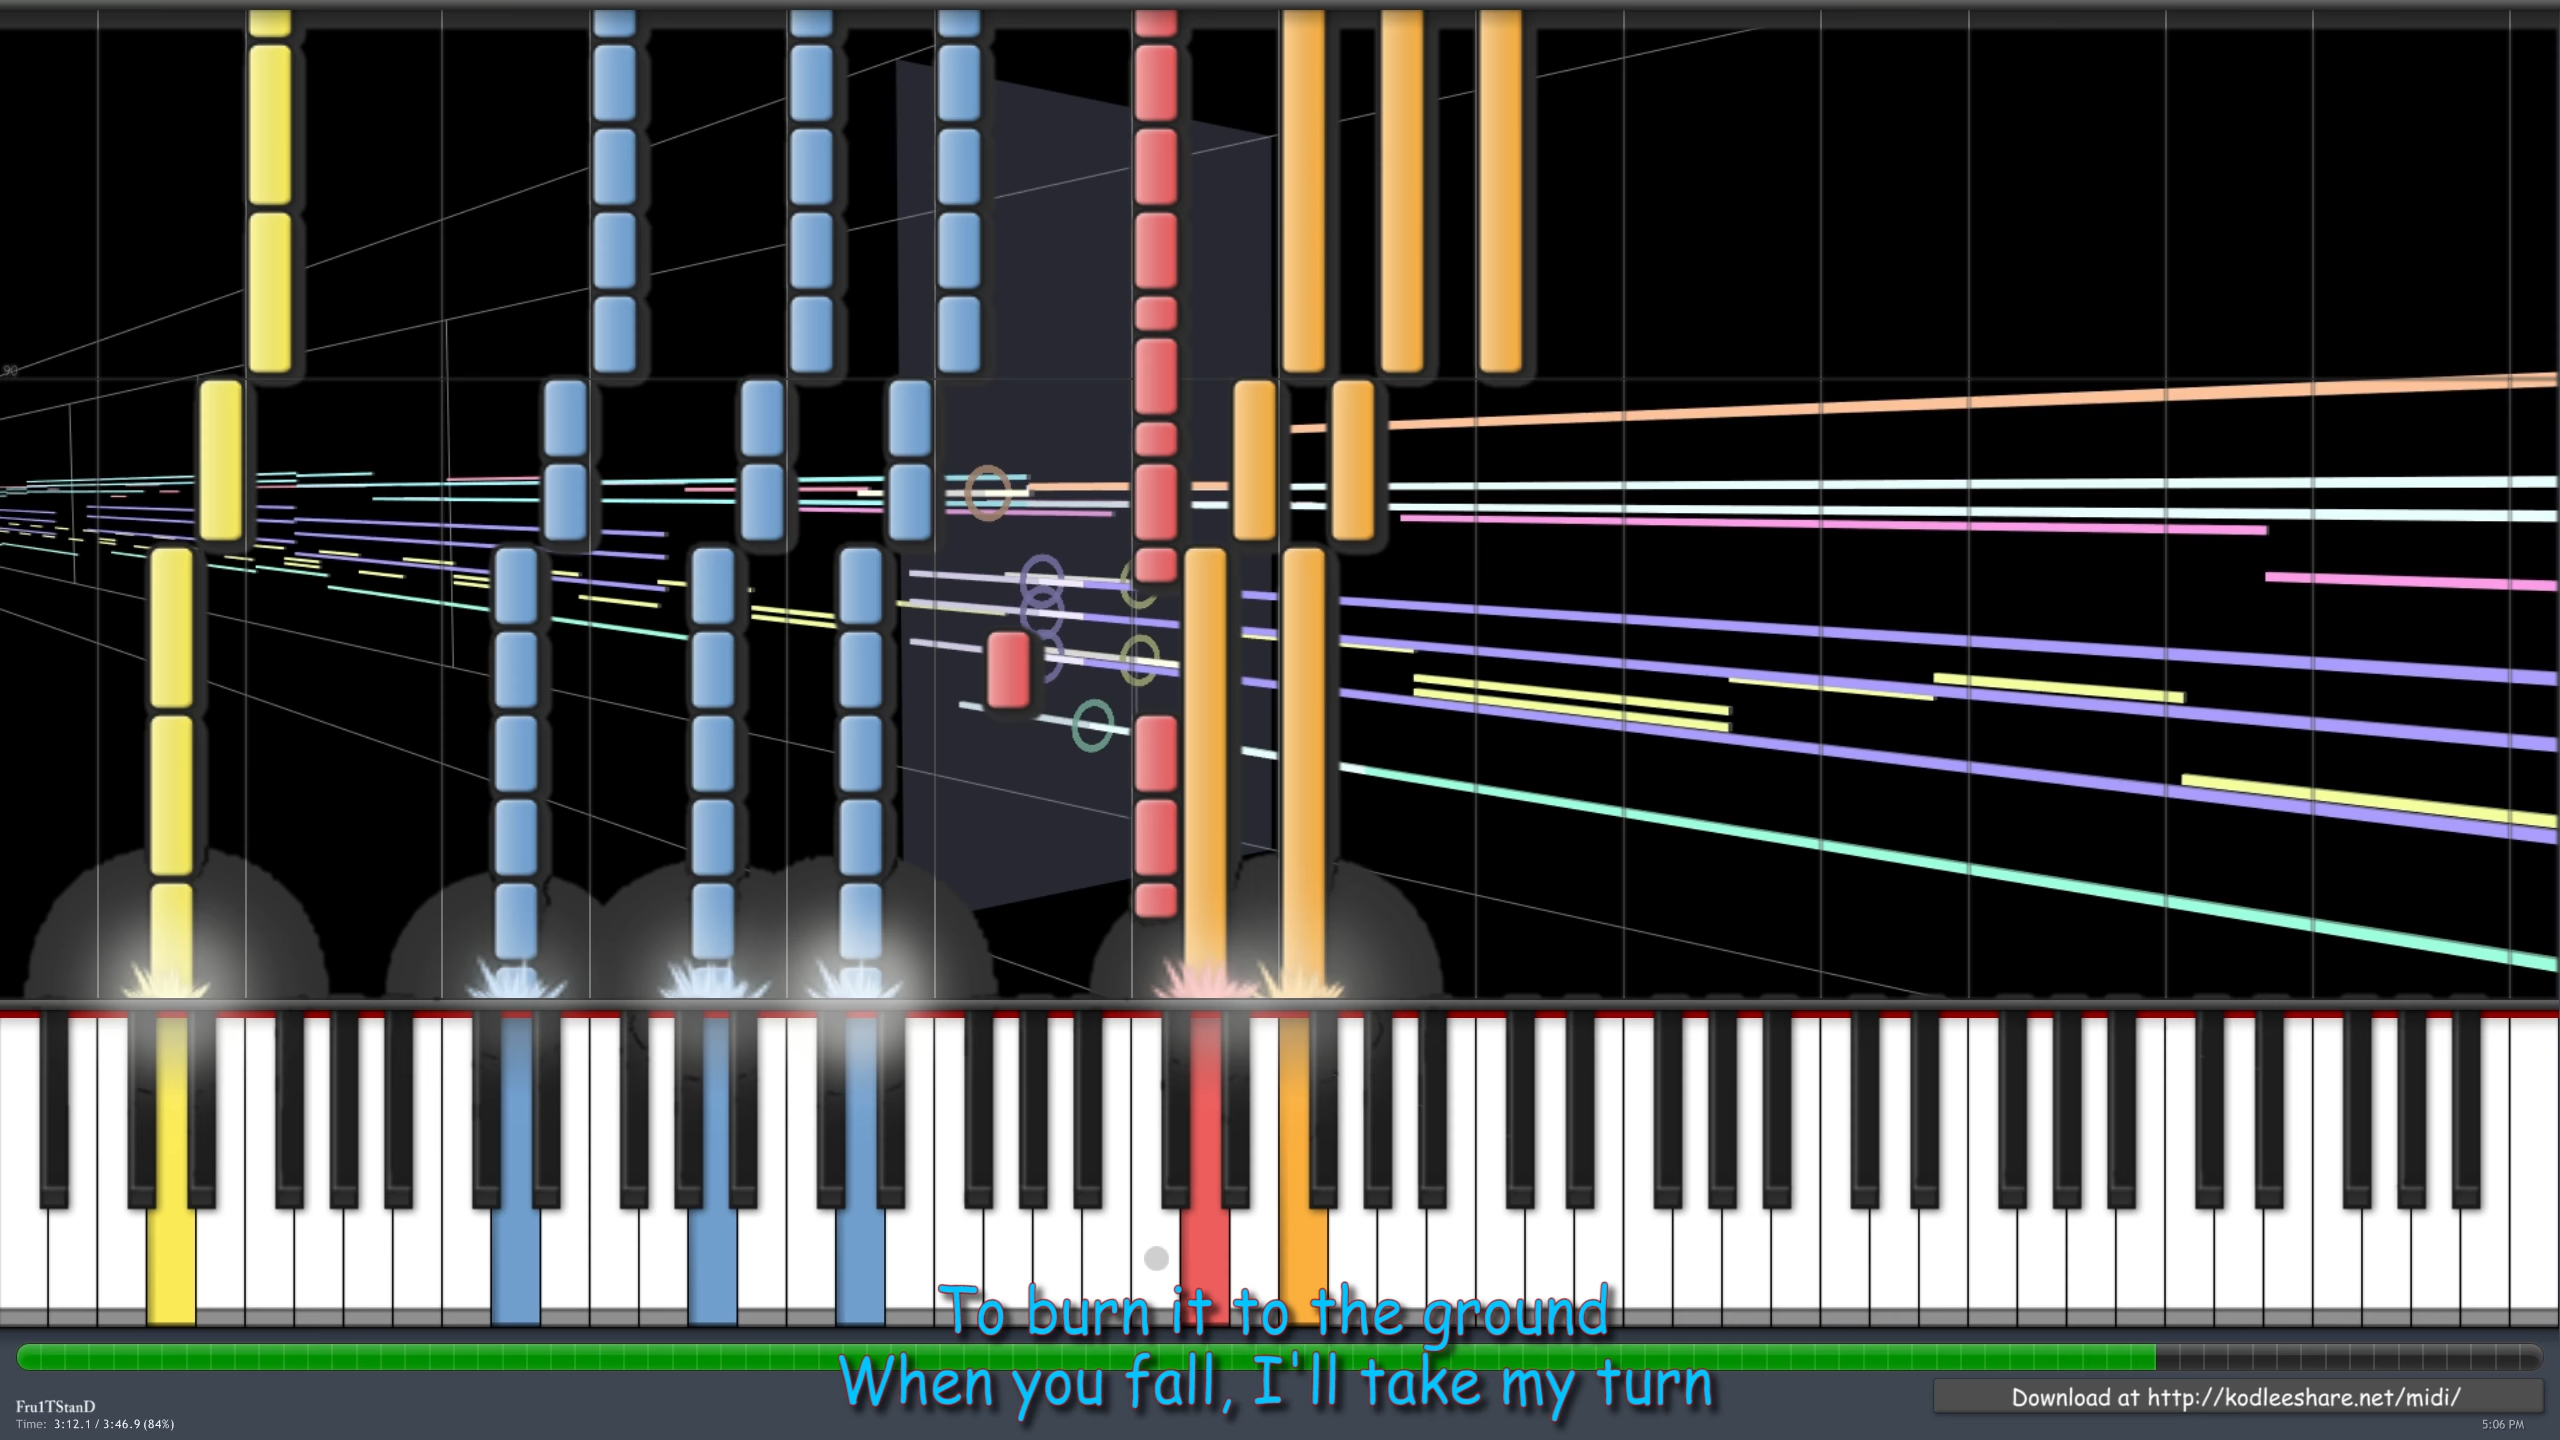 90
To burn it to the ground
When you fall, I'll take my turn
Fru1TStanD
Time: 3:12.1 / 3:46.9 (84%)
Download at http://kodleeshare.net/midi/
5:06 PM